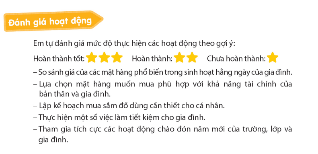 Đánh giá hoạt động
Em tự đánh giá mức độ thực hiện các hoạt động theo gợi ý:
Hoàn thành tốt: Hoàn thành: Chưa hoàn thành:
– So sánh giá của các mặt hàng phổ biến trong sinh hoạt hằng ngày của gia đình.
– Lựa chọn mặt hàng muốn mua phù hợp với khả năng tài chính của
bản thân và gia đình.
– Lập kế hoạch mua sắm đồ dùng cần thiết cho cá nhân.
– Thực hiện một số việc làm tiết kiệm cho gia đình.
– Tham gia tích cực các hoạt động chào đón năm mới của trường, lớp và
gia đình.